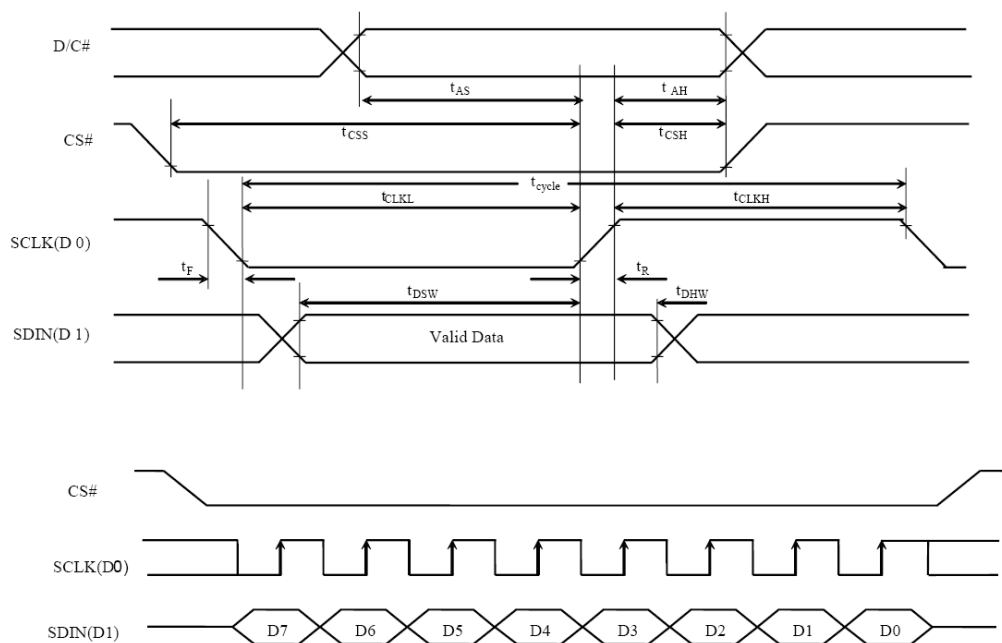 D/C#
tAS
t AH
tCSS
tCSH
CS#
tcycle
tCLKL
tCLKH
SCLK(D 0)
tF
tR
tDSW
tDHW
SDIN(D 1)
Valid Data
CS#
SCLK(D0)
SDIN(D1)
D7 D6 D5 D4 D3 D2 D1 D0